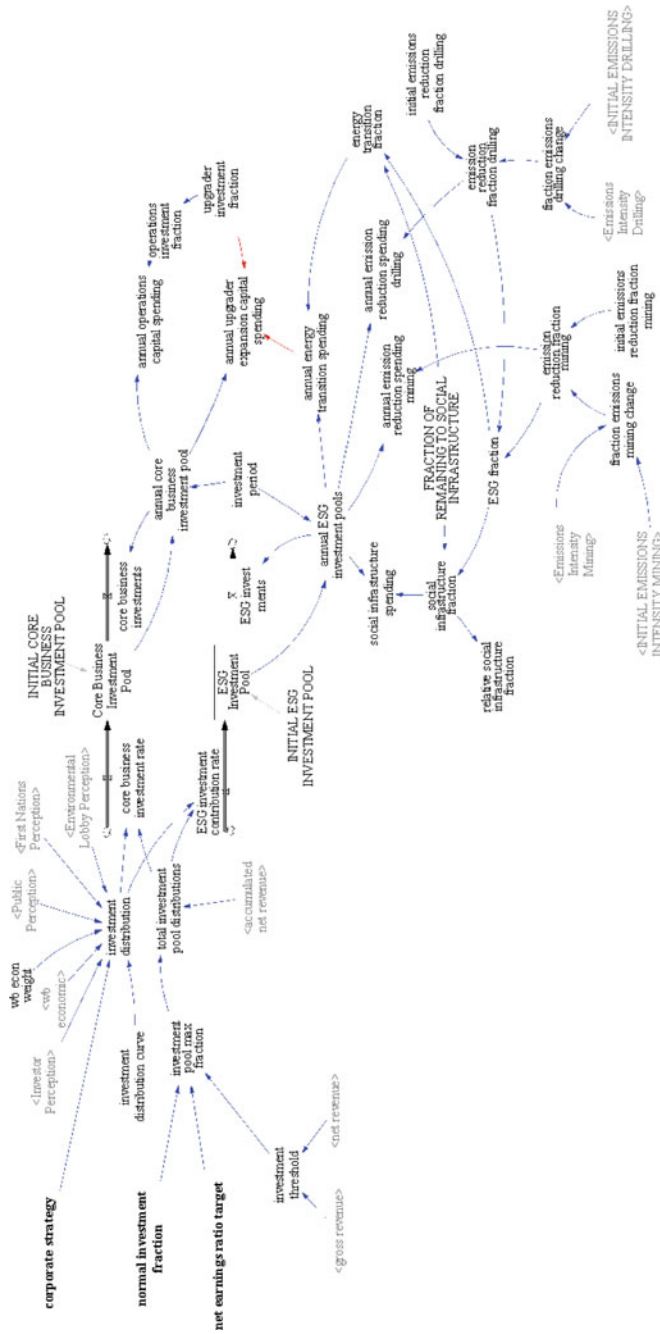 corporate strategy
normal investment
fraction
net earnings ratio target
<Investor
Perception>
wb econ
weight
<wb
economic>
<Public
Perception>
<First Nations
Perception>
<Environmental
Lobby Perception>
investment
distribution curve
investment
distribution
investment
pool max
fraction
total investment
pool distributions
investment
threshold
<gross revenue>
<net revenue>
<accumulated
net revenue>
core business
investment rate
ESG investment
contribution rate
INITIAL CORE
BUSINESS
INVESTMENT POOL
Core Business
Investment
Pool
core business
investments
ESG
Investment
Pool
INITIAL ESG
INVESTMENT POOL
ESG invest
ments
annual core
business
investment pool
investment
period
annual ESG
investment pools
annual operations
capital spending
operations
investment
fraction
upgrader
investment
fraction
annual upgrader
expansion capital
spending
annual energy
transition spending
energy
transition
fraction
annual emission
reduction spending
drilling
annual emission
reduction spending
mining
social infrastructure
spending
social
infrastructure
fraction
relative social
infrastructure
fraction
FRACTION OF
REMAINING TO SOCIAL
INFRASTRUCTURE
ESG fraction
initial emissions
reduction
fraction drilling
emission
reduction
fraction drilling
fraction emissions
drilling change
<INITIAL EMISSIONS
INTENSITY DRILLING>
<Emissions
Intensity
Drilling>
emission
reduction fraction
mining
initial emissions
reduction fraction
mining
fraction emissions
mining change
<Emissions
Intensity
Mining>
<INITIAL EMISSIONS
INTENSITY MINING>